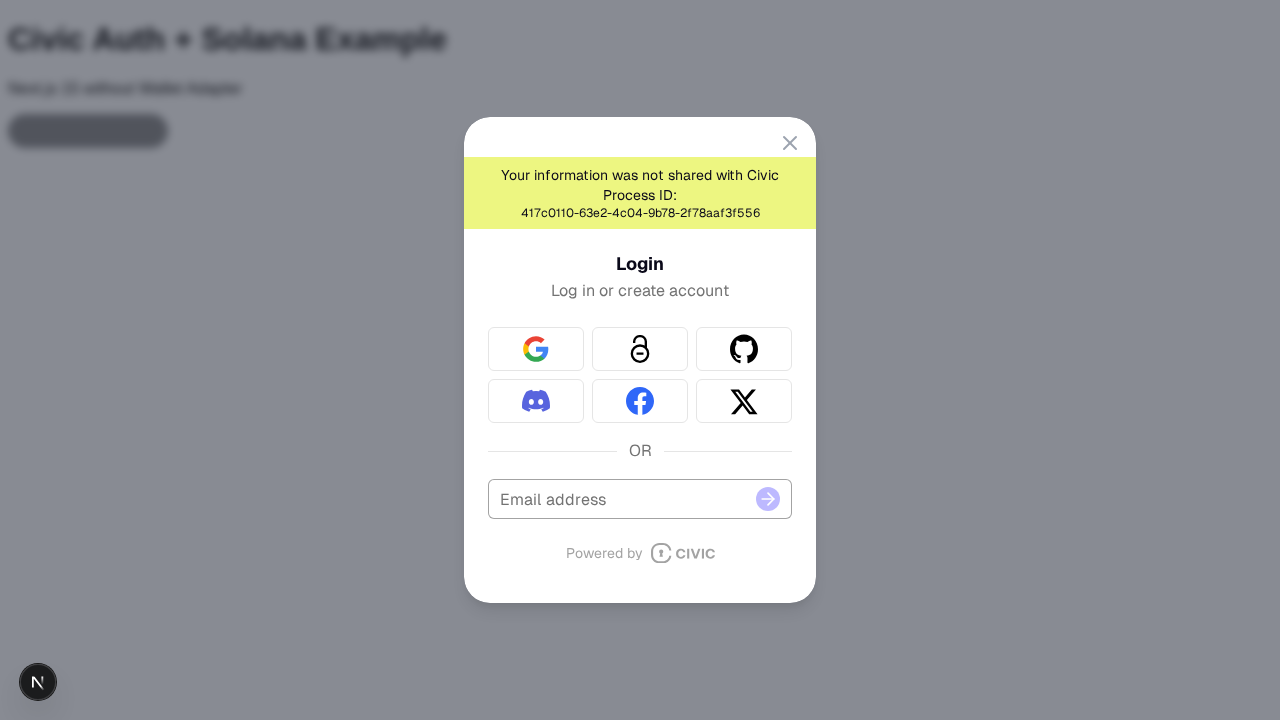 Civic Auth + Solana Example
Next.js 15 without Wallet Adapter
Your information was not shared with Civic
Process ID:
417c0110-63e2-4c04-9b78-2f78aaf3f556
Login
Log in or create account
OR
Email address
Powered by CIVIC
N